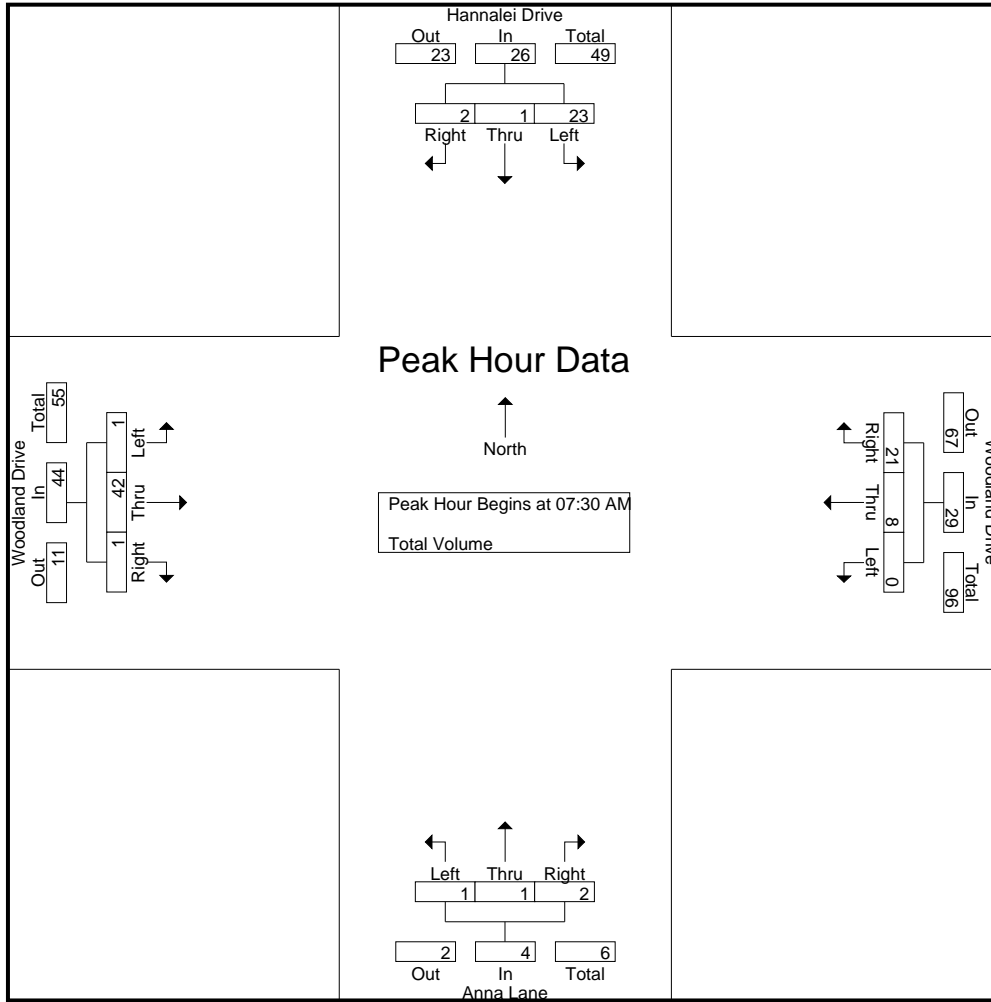 Hannalei Drive
Out In Total
23 26 49
2 1 23
Right Thru Left
Peak Hour Data
North
Peak Hour Begins at 07:30 AM
Total Volume
Woodland Drive
Total In Out
55 44 11
1 42 1
Left Thru Right
Woodland Drive
Out In Total
67 29 96
21 8 0
Right Thru Left
Left Thru Right
1 1 2
2 4 6
Out In Total
Anna Lane